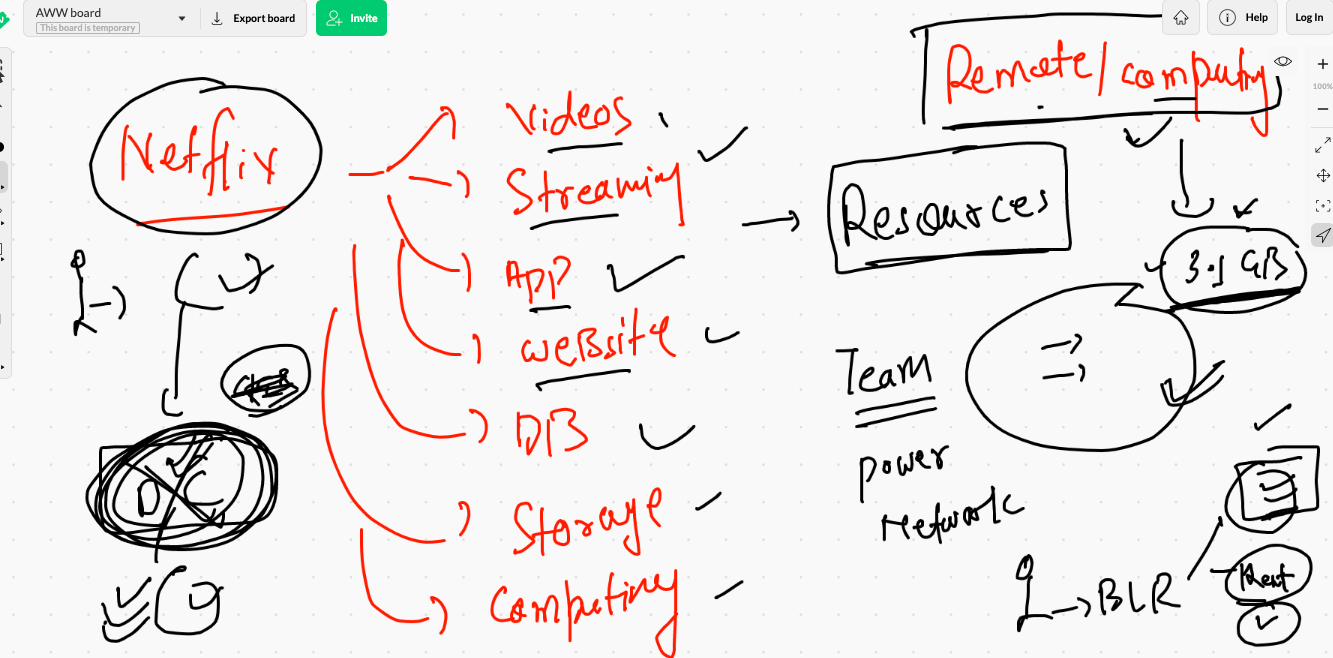 AWW board
This board is temporary
Export board
Invite
Help
Log In
100%
Remote/computing
Netflix
Videos
Streaming
APP
WeBsite
DB
Storage
Computing
Resources
3.1 GB
Team
power
Network
DC
BLR
Rent